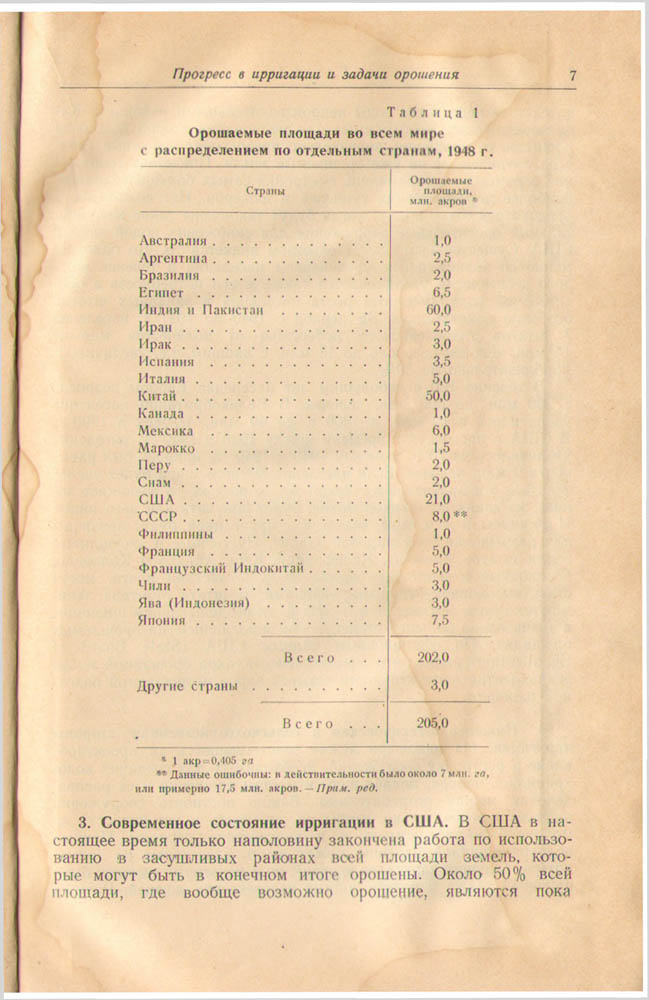 Прогресс в ирригации и задачи орошения 7
Таблица 1
Орошаемые площади во всем мире
с распределением по отдельным странам, 1948 г.
Страны
Орошаемые
площади,
млн. акров *
Австралия . . . . . . . . . . . . . 1,0
Аргентина . . . . . . . . . . . . . 2,5
Бразилия . . . . . . . . . . . . . 2,0
Египет . . . . . . . . . . . . . . 6,5
Индия и Пакистан . . . . . . . . 60,0
Иран . . . . . . . . . . . . . . . 2,5
Ирак . . . . . . . . . . . . . . . 3,0
Испания . . . . . . . . . . . . . 3,5
Италия . . . . . . . . . . . . . . 5,0
Китай . . . . . . . . . . . . . . . 50,0
Канада . . . . . . . . . . . . . . 1,0
Мексика . . . . . . . . . . . . . 6,0
Марокко . . . . . . . . . . . . . 1,5
Перу . . . . . . . . . . . . . . . 2,0
Сиам . . . . . . . . . . . . . . . 2,0
США . . . . . . . . . . . . . . . 21,0
СССР . . . . . . . . . . . . . . . 8,0 **
Филиппины . . . . . . . . . . . . 1,0
Франция . . . . . . . . . . . . . 5,0
Французский Индокитай . . . . . . 5,0
Чили . . . . . . . . . . . . . . . 3,0
Ява (Индонезия) . . . . . . . . . 3,0
Япония . . . . . . . . . . . . . . 7,5
Всего . . . 202,0
Другие страны . . . . . . . . . . 3,0
Всего . . . 205,0
* 1 акр=0,405 га
** Данные ошибочны: в действительности было около 7 млн. га,
или примерно 17,5 млн. акров. — Прим. ред.
3. Современное состояние ирригации в США. В США в на-
стоящее время только наполовину закончена работа по использо-
ванию в засушливых районах всей площади земель, кото-
рые могут быть в конечном итоге орошены. Около 50% всей
площади, где вообще возможно орошение, являются пока